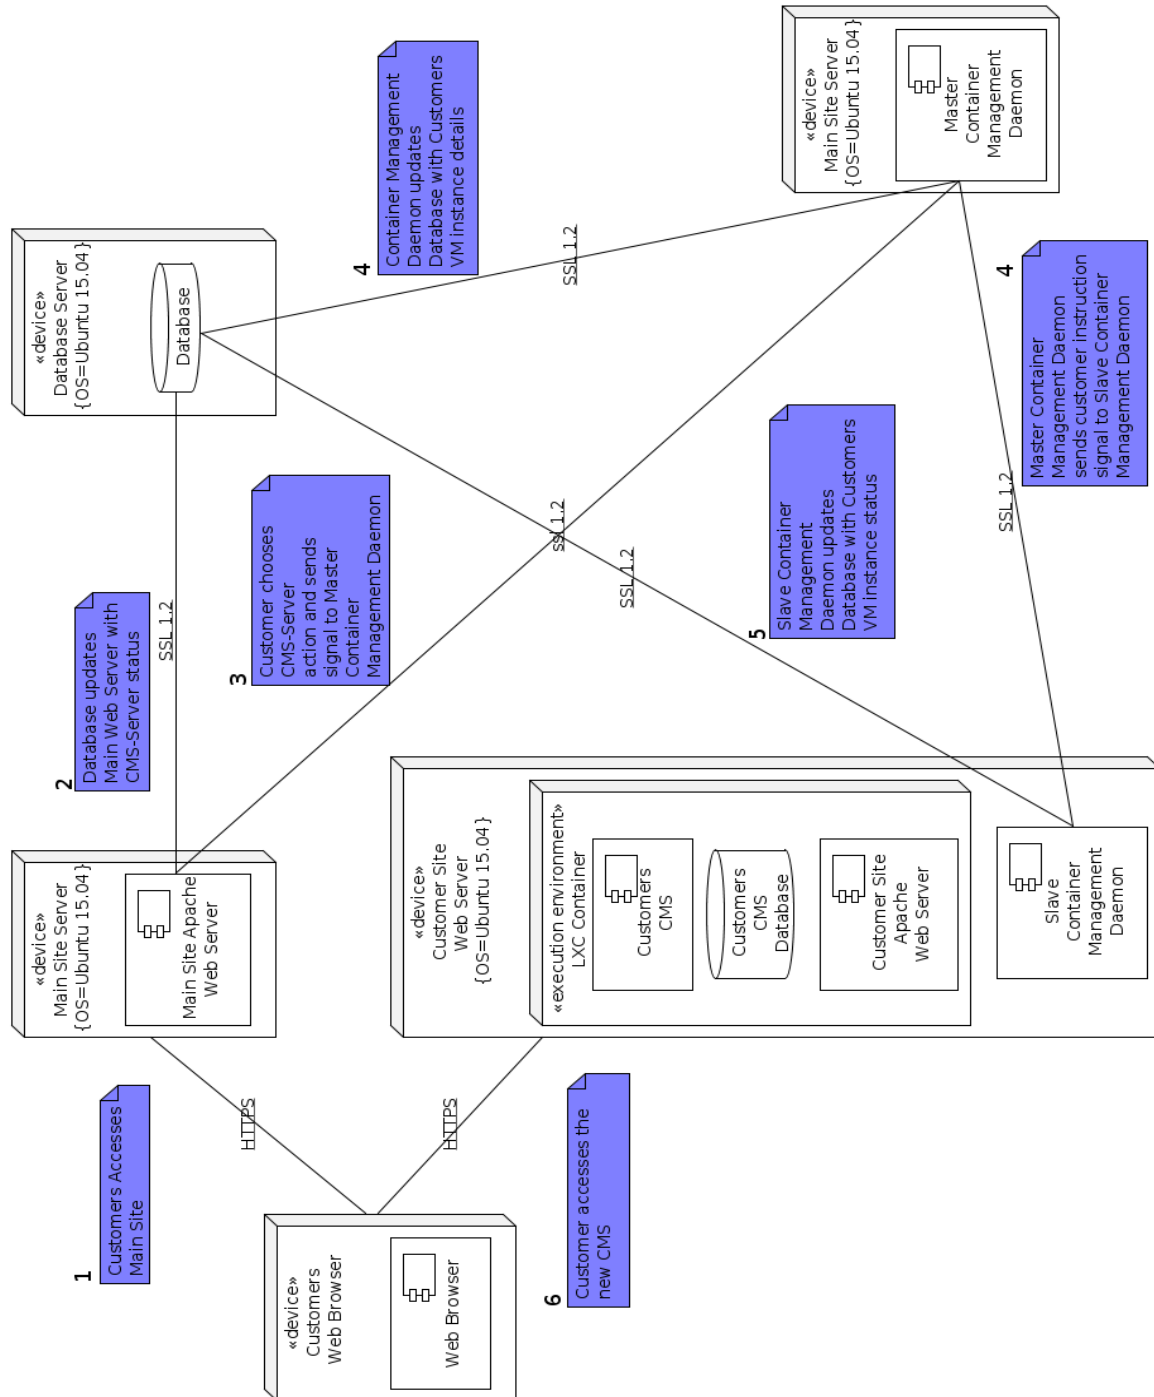 1
Customers Accesses
Main Site
«device»
Customers
Web Browser
Web Browser
HTTPS
HTTPS
6
Customer accesses the
new CMS
«device»
Main Site Server
{OS=Ubuntu 15.04}
Main Site Apache
Web Server
2
Database updates
Main Web Server with
CMS-Server status
SSL 1.2
3
Customer chooses
CMS-Server
action and sends
signal to Master
Container
Management Daemon
«device»
Customer Site
Web Server
{OS=Ubuntu 15.04}
«execution environment»
LXC Container
Customers
CMS
Customers
CMS
Database
Customer Site
Apache
Web Server
Slave
Container
Management
Daemon
«device»
Database Server
{OS=Ubuntu 15.04}
Database
ssl 1.2
SSL 1.2
5
Slave Container
Management
Daemon updates
Database with Customers
VM instance status
4
Container Management
Daemon updates
Database with Customers
VM instance details
SSL 1.2
SSL 1.2
4
Master Container
Management Daemon
sends customer instruction
signal to Slave Container
Management Daemon
«device»
Main Site Server
{OS=Ubuntu 15.04}
Master
Container
Management
Daemon